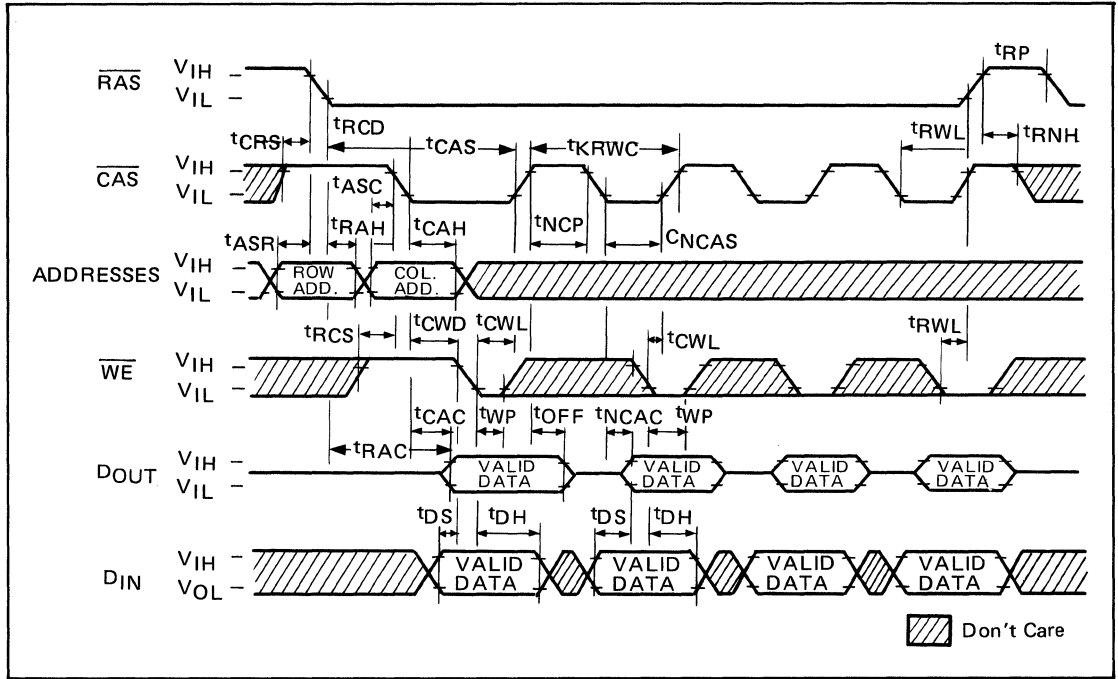 RAS
VIH
VIL
tRP
tCRS
tRCD
tCAS
tKRWC
tRWL
tRNH
CAS
VIH
VIL
tASC
tRAH
tCAH
tNCP
CNCAS
tASR
ADDRESSES
VIH
VIL
ROW ADD.
COL. ADD.
tRCS
tCWD
tCWL
tCWL
tRWL
WE
VIH
VIL
tCAC
tWP
tOFF
tNCAC
tWP
tRAC
DOUT
VIH
VIL
VALID DATA
VALID DATA
VALID DATA
VALID DATA
tDS
tDH
tDS
tDH
DIN
VIH
VOL
VALID DATA
VALID DATA
VALID DATA
VALID DATA
Don't Care